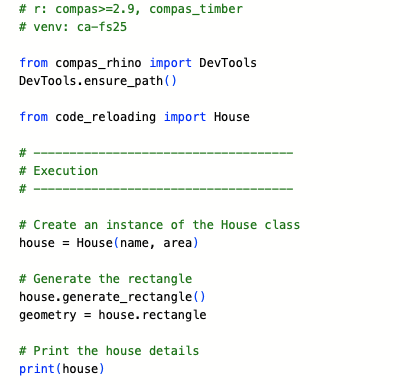 # r: compas>=2.9, compas_timber
# venv: ca-fs25

from compas_rhino import DevTools
DevTools.ensure_path()

from code_reloading import House

# ------------------------------------
# Execution
# ------------------------------------

# Create an instance of the House class
house = House(name, area)

# Generate the rectangle
house.generate_rectangle()
geometry = house.rectangle

# Print the house details
print(house)